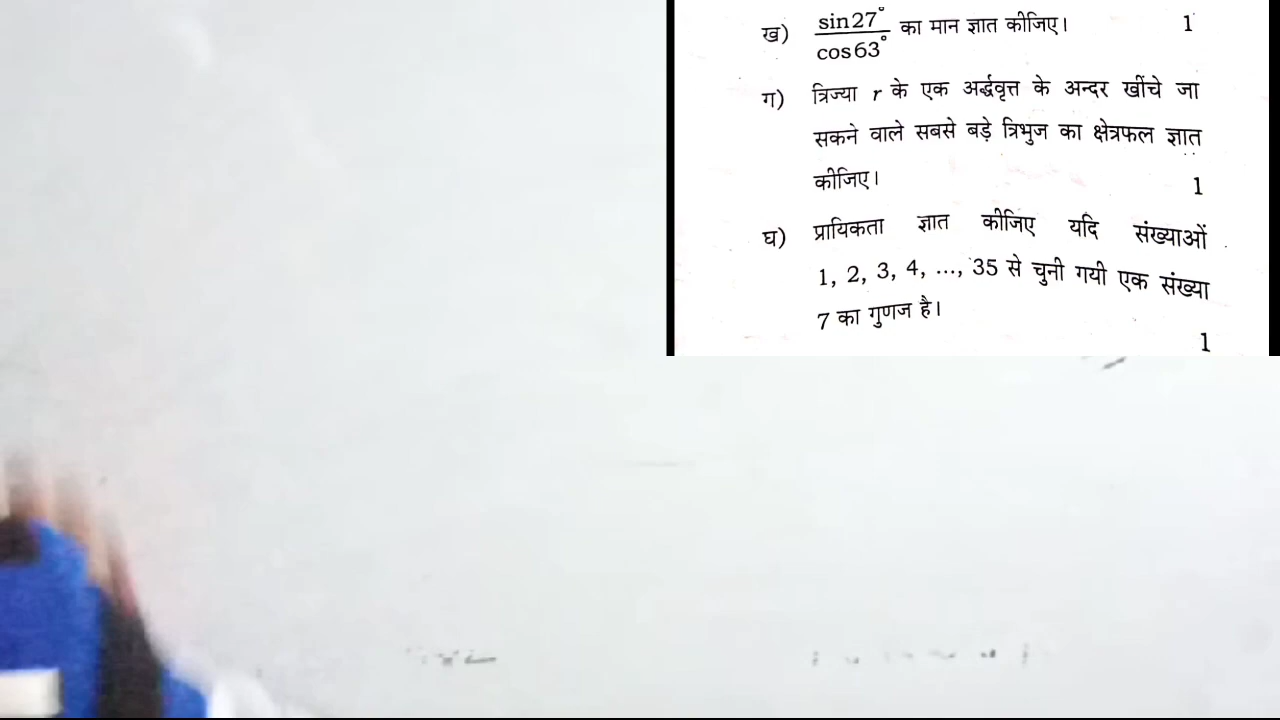 ख) sin27° / cos63° का मान ज्ञात कीजिए। 1
ग) त्रिज्या r के एक अर्द्धवृत्त के अन्दर खींचे जा
सकने वाले सबसे बड़े त्रिभुज का क्षेत्रफल ज्ञात
कीजिए। 1
घ) प्रायिकता ज्ञात कीजिए यदि संख्याओं
1, 2, 3, 4, ..., 35 से चुनी गयी एक संख्या
7 का गुणज है।
1